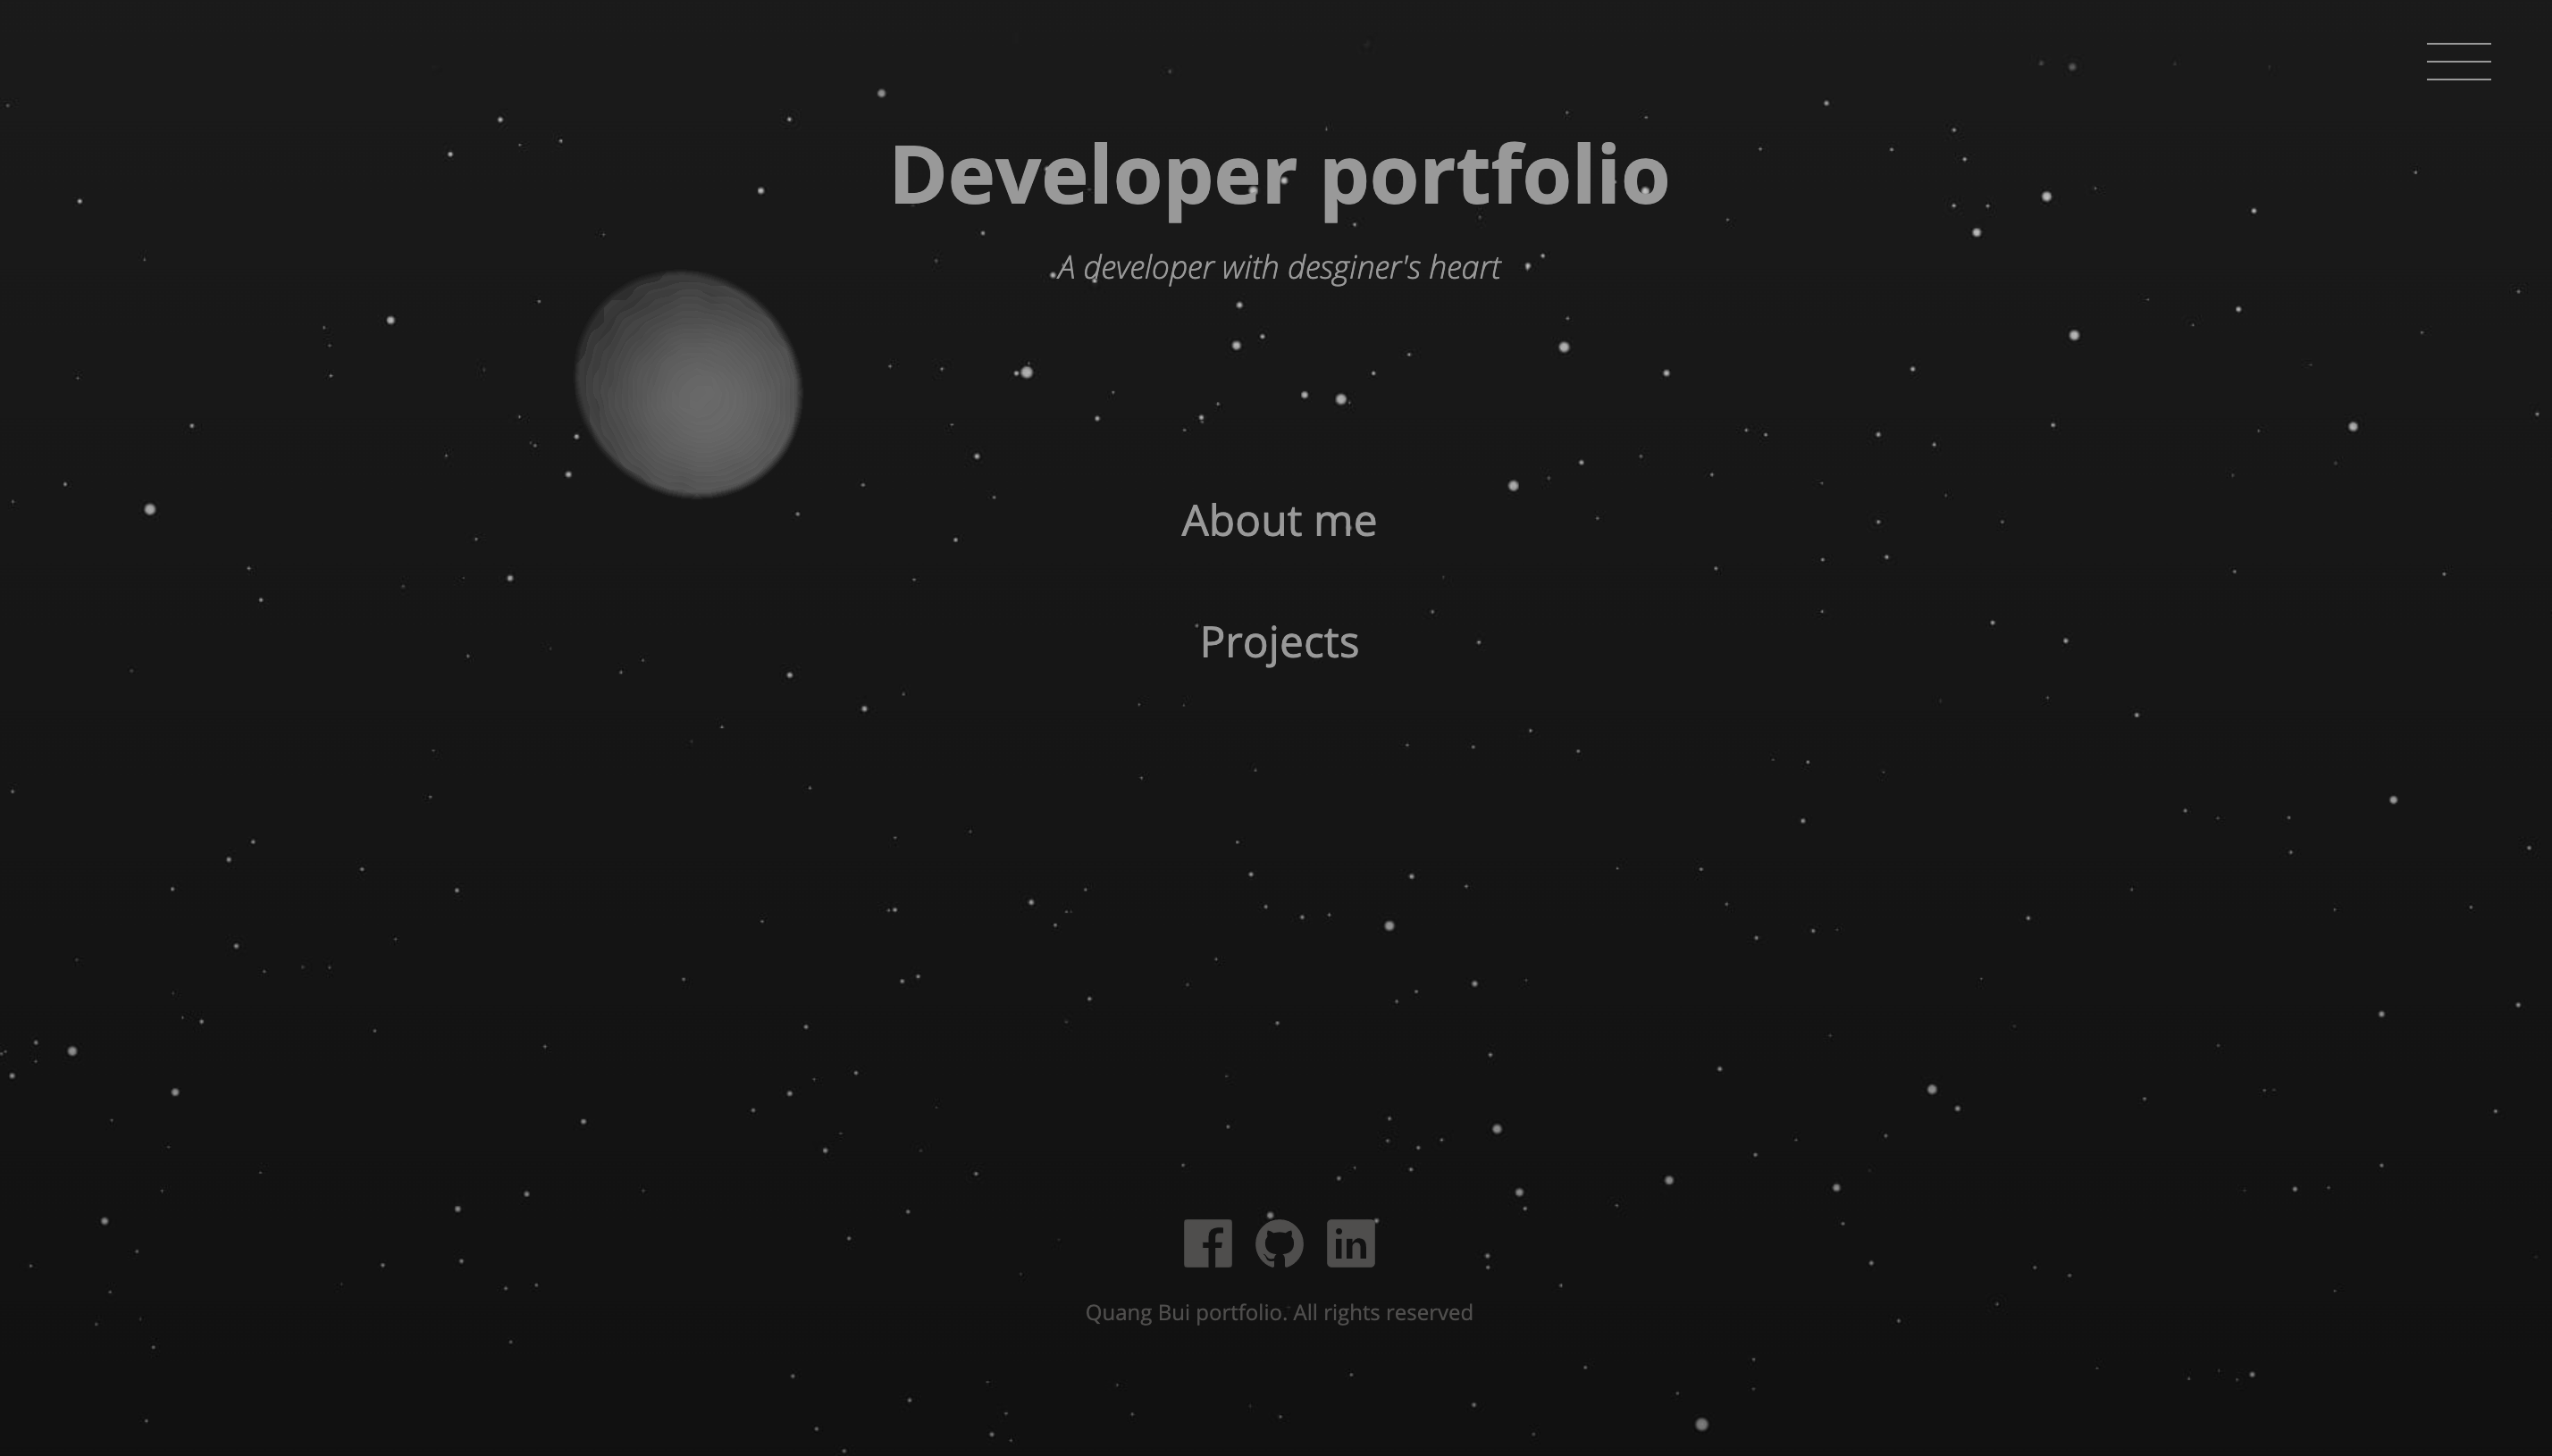 Developer portfolio
A developer with desginer's heart
About me
Projects
Quang Bui portfolio. All rights reserved